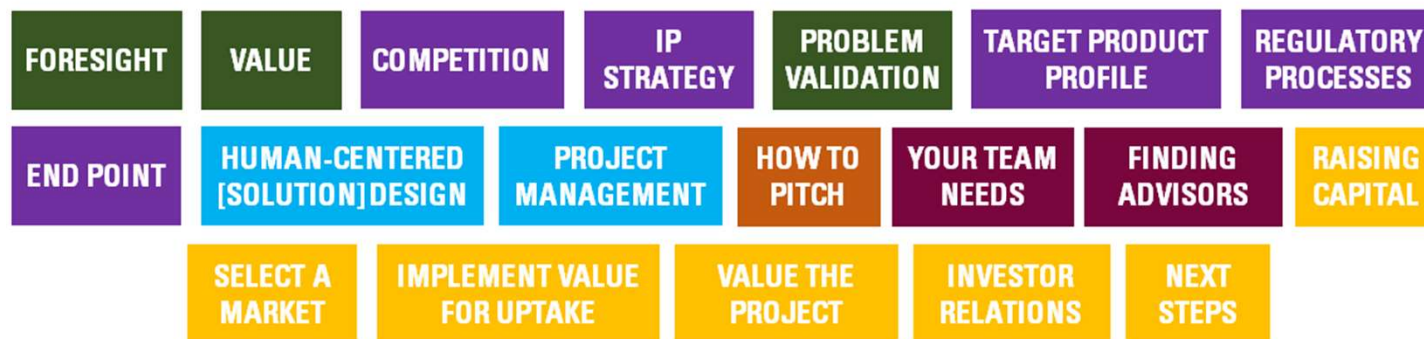 FORESIGHT
VALUE
COMPETITION
IP
STRATEGY
PROBLEM
VALIDATION
TARGET PRODUCT
PROFILE
REGULATORY
PROCESSES
END POINT
HUMAN-CENTERED
[SOLUTION] DESIGN
PROJECT
MANAGEMENT
HOW TO
PITCH
YOUR TEAM
NEEDS
FINDING
ADVISORS
RAISING
CAPITAL
SELECT A
MARKET
IMPLEMENT VALUE
FOR UPTAKE
VALUE THE
PROJECT
INVESTOR
RELATIONS
NEXT
STEPS